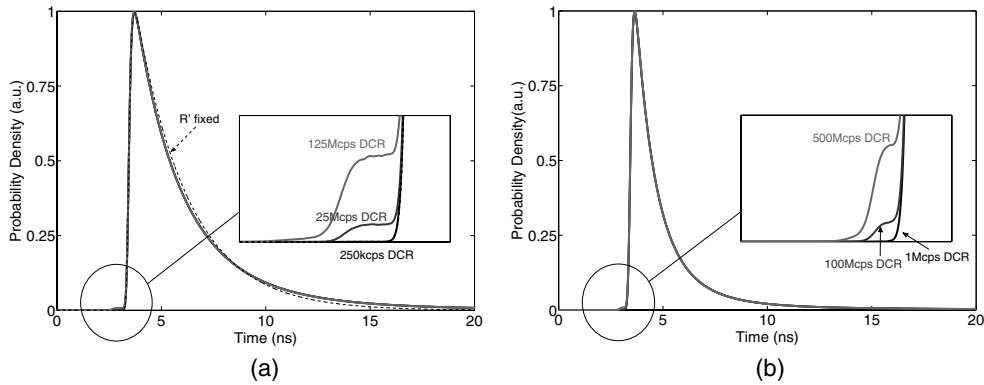 1
0.75
0.5
0.25
0
Probability Density (a.u.)
R' fixed
125Mcps DCR
25Mcps DCR
250kcps DCR
0
5
10
15
20
Time (ns)
(a)
1
0.75
0.5
0.25
0
Probability Density(a.u.)
500Mcps DCR
100Mcps DCR
1Mcps DCR
0
5
10
15
20
Time (ns)
(b)